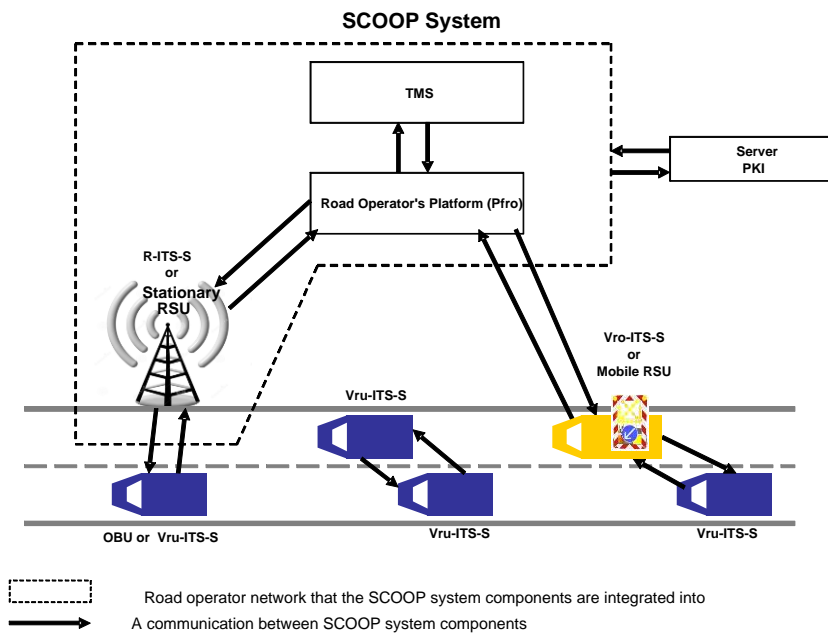 SCOOP System
TMS
Server
PKI
Road Operator's Platform (Pfro)
R-ITS-S
or
Stationary
RSU
Vro-ITS-S
or
Mobile RSU
Vru-ITS-S
OBU or Vru-ITS-S
Vru-ITS-S
Vru-ITS-S
Road operator network that the SCOOP system components are integrated into
A communication between SCOOP system components